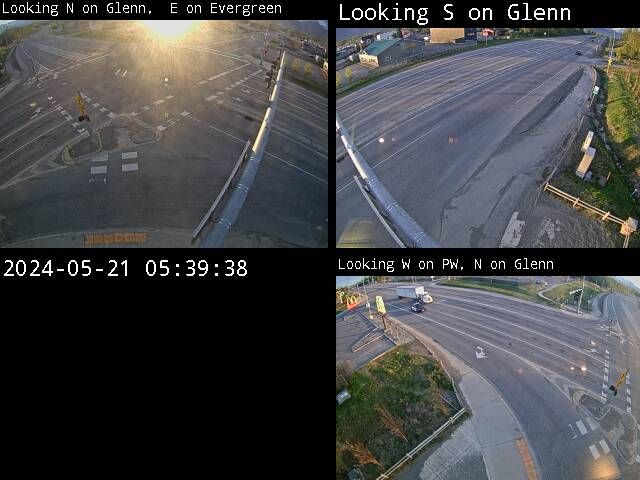 Looking N on Glenn,  E on Evergreen
Looking S on Glenn
2024-05-21 05:39:38
Looking W on PW, N on Glenn